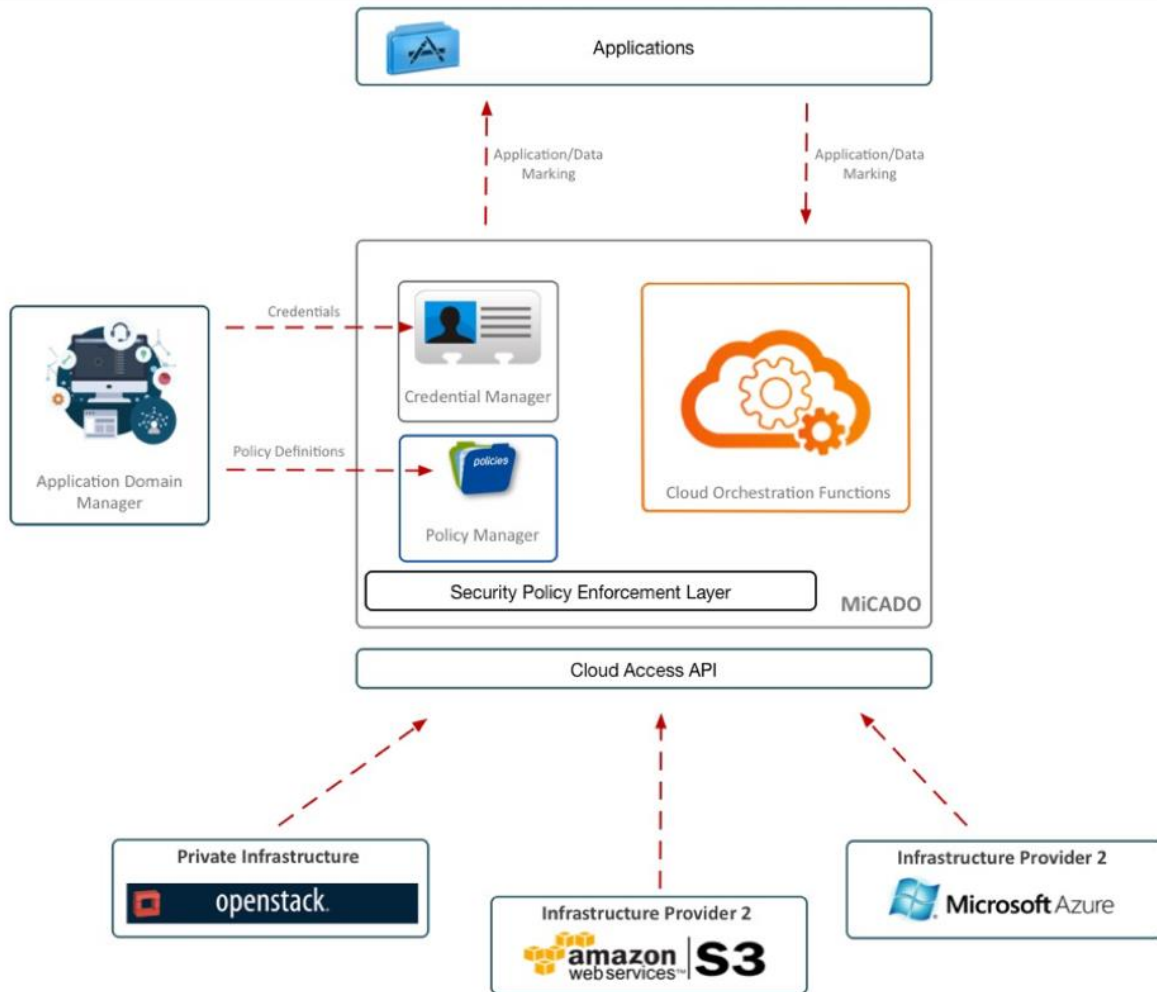 Applications
Application/Data
Marking
Application/Data
Marking
Credentials
Credential Manager
Policy Definitions
policies
Policy Manager
Application Domain
Manager
Cloud Orchestration Functions
Security Policy Enforcement Layer
MiCADO
Cloud Access API
Private Infrastructure
openstack.
Infrastructure Provider 2
amazon
webservices™
S3
Infrastructure Provider 2
Microsoft Azure